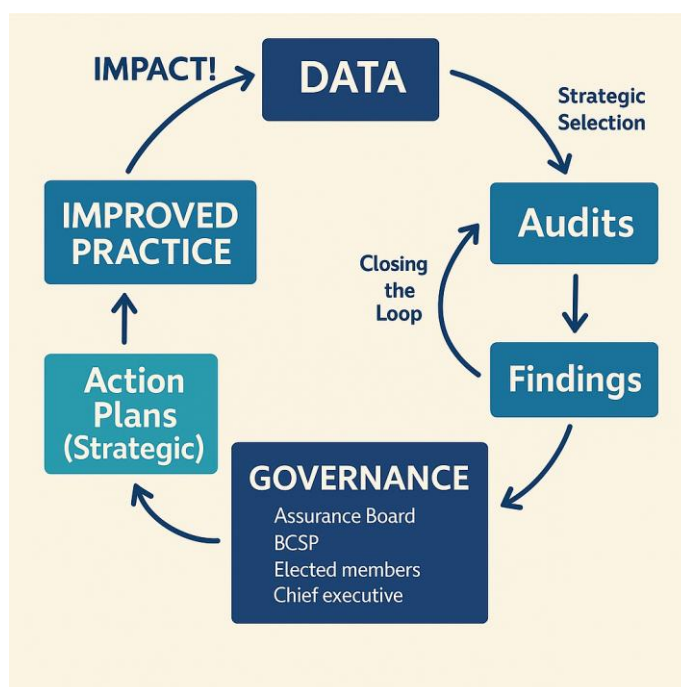 IMPACT!
DATA
Strategic
Selection
Audits
Closing
the
Loop
Findings
GOVERNANCE
Assurance Board
BCSP
Elected members
Chief executive
Action
Plans
(Strategic)
IMPROVED
PRACTICE